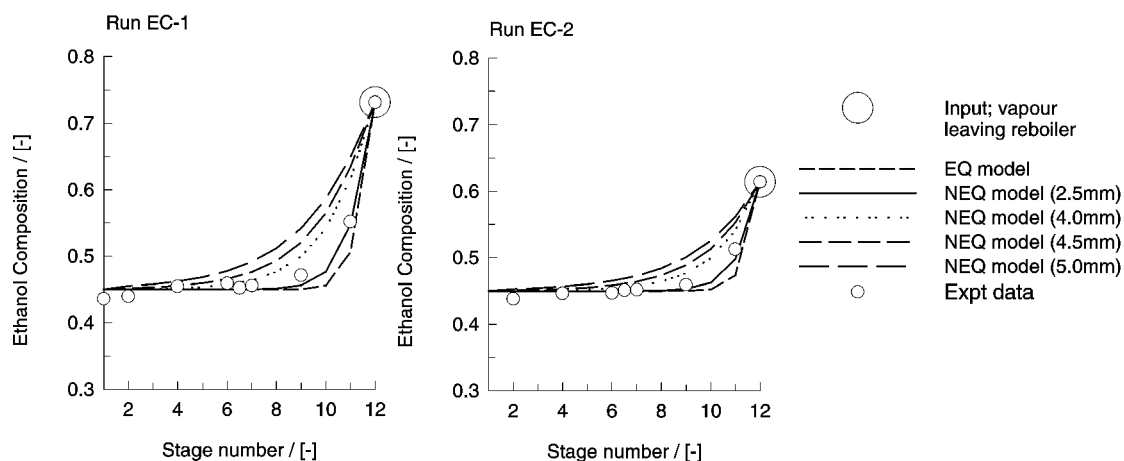 Run EC-1
0.8
0.7
0.6
0.5
0.4
0.3
2 4 6 8 10 12
Ethanol Composition / [-]
Stage number / [-]
Run EC-2
0.8
0.7
0.6
0.5
0.4
0.3
2 4 6 8 10 12
Ethanol Composition / [-]
Stage number / [-]
Input; vapour
leaving reboiler
EQ model
NEQ model (2.5mm)
NEQ model (4.0mm)
NEQ model (4.5mm)
NEQ model (5.0mm)
Expt data